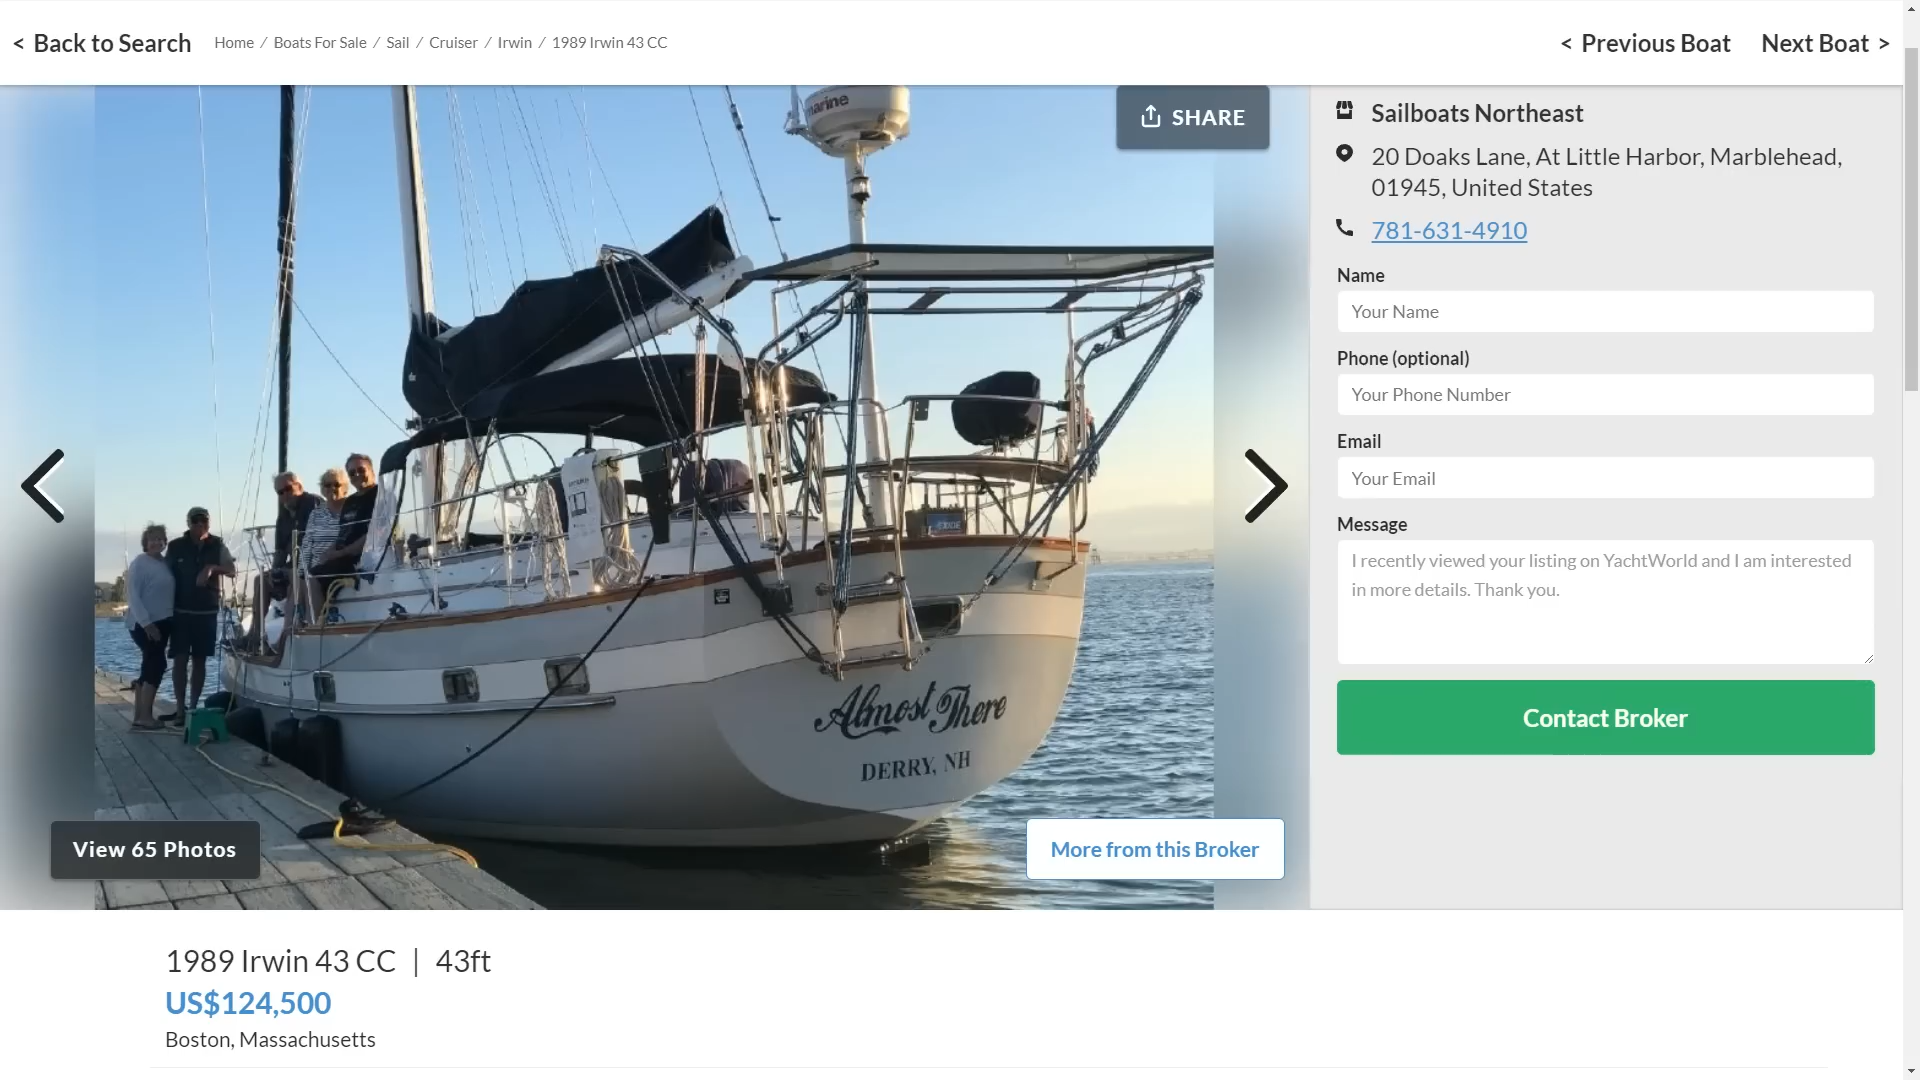 < Back to Search
Home / Boats For Sale / Sail / Cruiser / Irwin / 1989 Irwin 43 CC
< Previous Boat
Next Boat >
marine
SHARE
Almost There
DERRY, NH
View 65 Photos
More from this Broker
Sailboats Northeast
20 Doaks Lane, At Little Harbor, Marblehead,
01945, United States
781-631-4910
Name
Your Name
Phone (optional)
Your Phone Number
Email
Your Email
Message
I recently viewed your listing on YachtWorld and I am interested
in more details. Thank you.
Contact Broker
1989 Irwin 43 CC | 43ft
US$124,500
Boston, Massachusetts